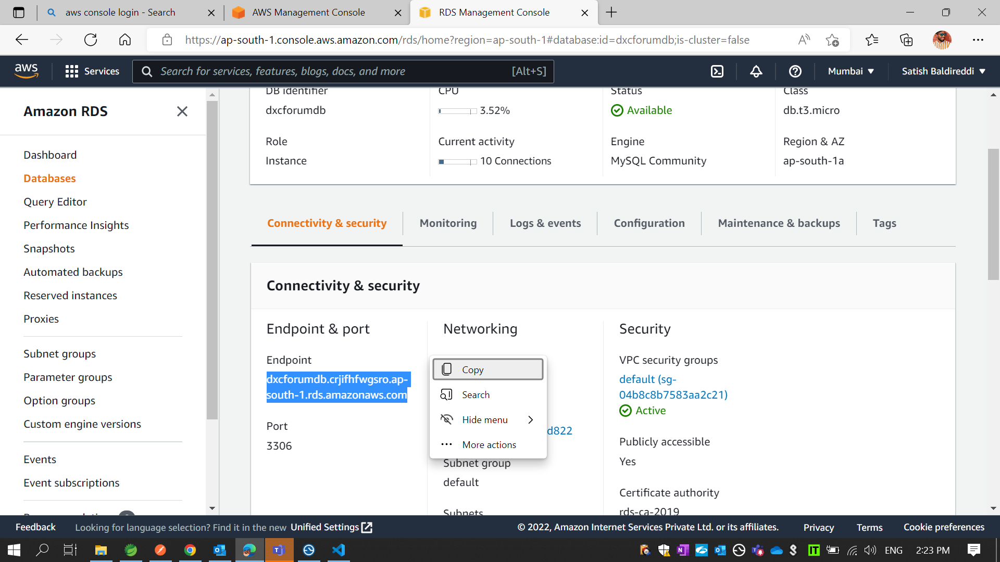 aws console login - Search
AWS Management Console
RDS Management Console
https://ap-south-1.console.aws.amazon.com/rds/home?region=ap-south-1#database:id=dxcforumdb;is-cluster=false
aws
Services
Search for services, features, blogs, docs, and more
[Alt+S]
Mumbai
Satish Baldireddi
Amazon RDS
Dashboard
Databases
Query Editor
Performance Insights
Snapshots
Automated backups
Reserved instances
Proxies
Subnet groups
Parameter groups
Option groups
Custom engine versions
Events
Event subscriptions
DB identifier
dxcforumdb
CPU
3.52%
Status
Available
Class
db.t3.micro
Role
Instance
Current activity
10 Connections
Engine
MySQL Community
Region & AZ
ap-south-1a
Connectivity & security
Monitoring
Logs & events
Configuration
Maintenance & backups
Tags
Connectivity & security
Endpoint & port
Endpoint
dxcforumdb.crjifhfwgsro.ap-
south-1.rds.amazonaws.com
Port
3306
Networking
Copy
Search
Hide menu
More actions
d822
Subnet group
default
Subnets
Security
VPC security groups
default (sg-
04b8c8b7583aa2c21)
Active
Publicly accessible
Yes
Certificate authority
rds-ca-2019
Feedback
Looking for language selection? Find it in the new Unified Settings
© 2022, Amazon Internet Services Private Ltd. or its affiliates.
Privacy
Terms
Cookie preferences
ENG
2:23 PM